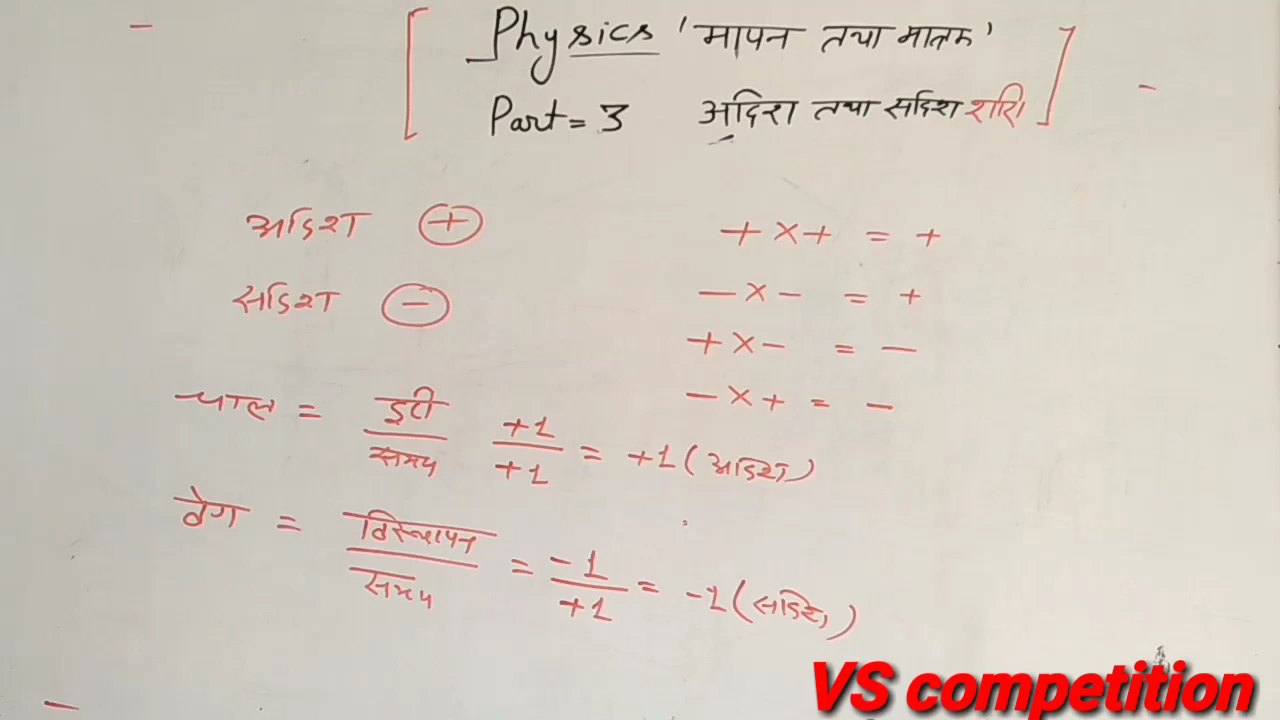 Physics 'मापन तथा मात्रक'
Part = 3 अदिश तथा सदिश राशि
अदिश +
सदिश -
+ × + = +
- × - = +
+ × - = -
- × + = -
चाल = दूरी / समय +1 / +1 = +1 (अदिश)
वेग = विस्थापन / समय = -1 / +1 = -1 (सदिश)
VS competition